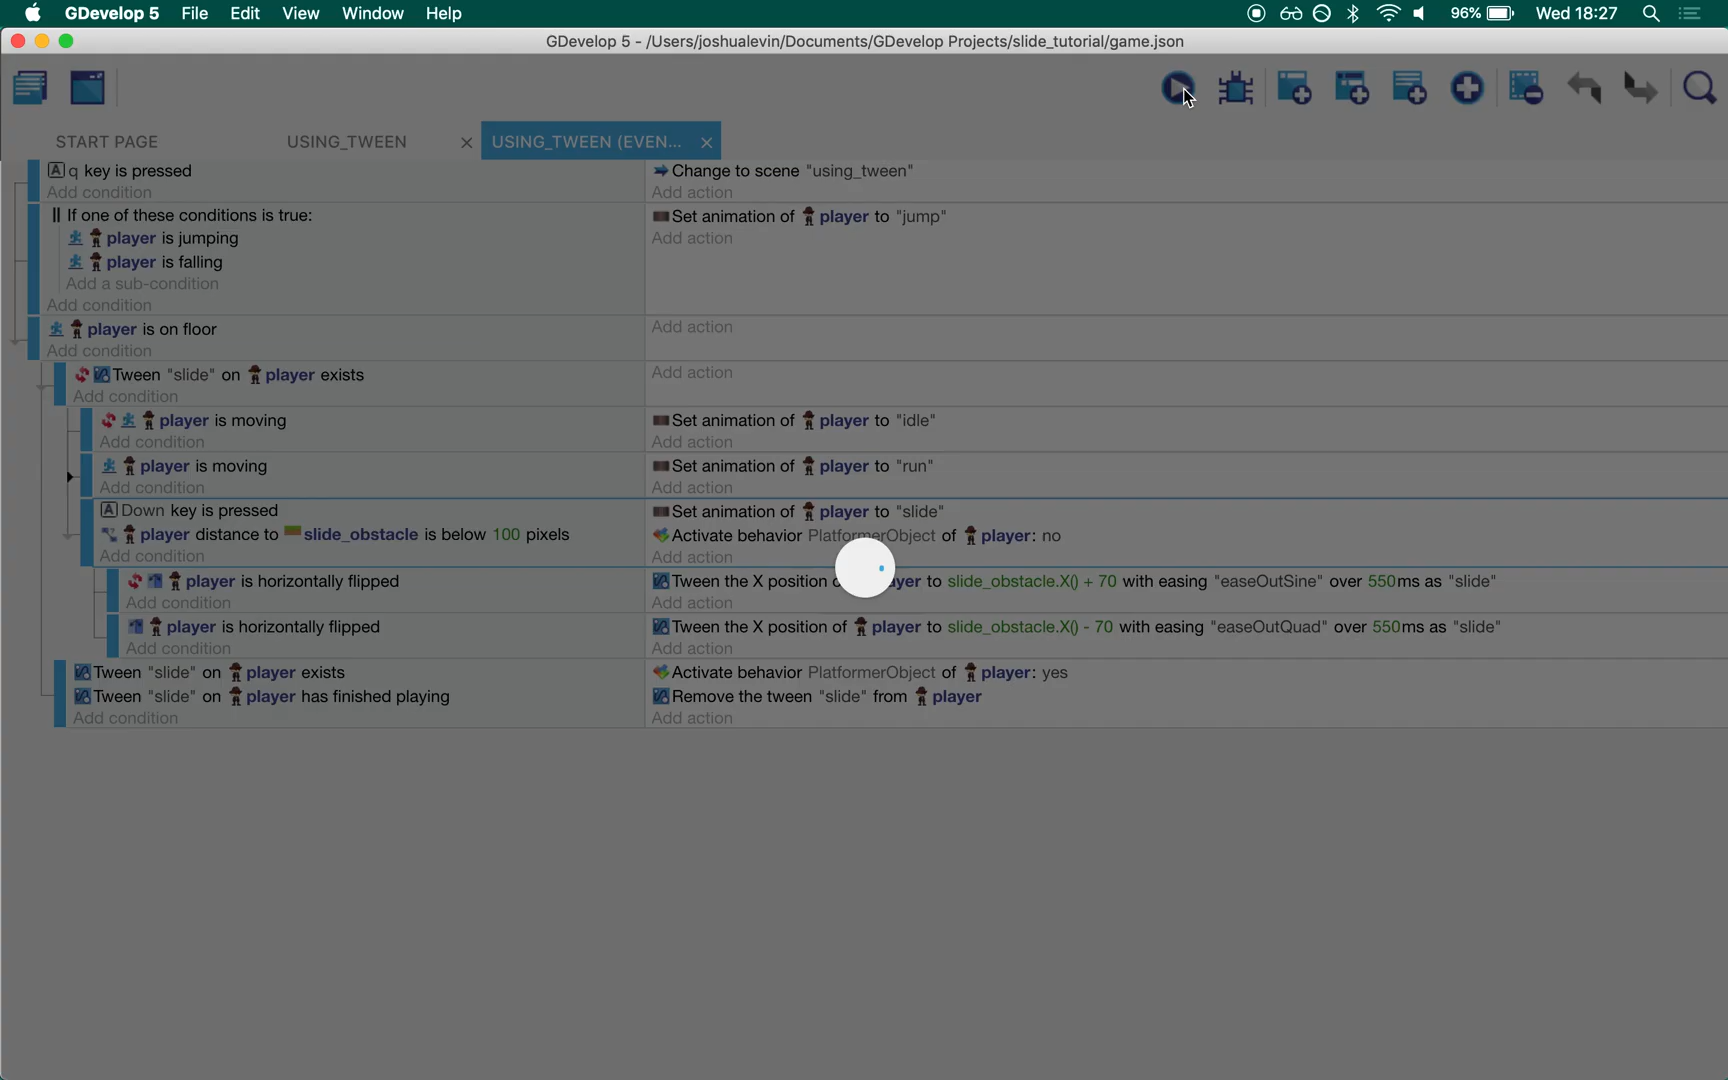 GDevelop 5 File Edit View Window Help 96% Wed 18:27
GDevelop 5 - /Users/joshualevin/Documents/GDevelop Projects/slide_tutorial/game.json
START PAGE USING_TWEEN USING_TWEEN (EVEN...
A q key is pressed Change to scene "using_tween"
Add condition Add action
If one of these conditions is true: Set animation of player to "jump"
player is jumping Add action
player is falling
Add a sub-condition
Add condition
player is on floor Add action
Add condition
Tween "slide" on player exists Add action
Add condition
player is moving Set animation of player to "idle"
Add condition Add action
player is moving Set animation of player to "run"
Add condition Add action
A Down key is pressed Set animation of player to "slide"
player distance to slide_obstacle is below 100 pixels Activate behavior PlatformerObject of player: no
Add condition Add action
player is horizontally flipped Tween the X position yer to slide_obstacle.X() + 70 with easing "easeOutSine" over 550ms as "slide"
Add condition Add action
player is horizontally flipped Tween the X position of player to slide_obstacle.X() - 70 with easing "easeOutQuad" over 550ms as "slide"
Add condition Add action
Tween "slide" on player exists Activate behavior PlatformerObject of player: yes
Tween "slide" on player has finished playing Remove the tween "slide" from player
Add condition Add action